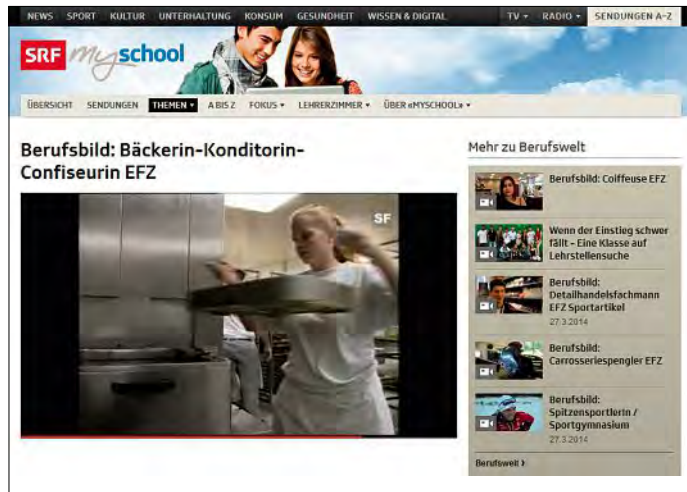 NEWS SPORT KULTUR UNTERHALTUNG KONSUM GESUNDHEIT WISSEN & DIGITAL TV RADIO SENDUNGEN A–Z
SRF myschool
ÜBERSICHT SENDUNGEN THEMEN A BIS Z FOKUS LEHRERZIMMER ÜBER «MYSCHOOL»
Berufsbild: Bäckerin-Konditorin-
Confiseurin EFZ
SF
Mehr zu Berufswelt
Berufsbild: Coiffeuse EFZ
Wenn der Einstieg schwer
fällt – Eine Klasse auf
Lehrstellensuche
Berufsbild:
Detailhandelsfachmann
EFZ Sportartikel
27.3.2014
Berufsbild:
Carrosseriespengler EFZ
Berufsbild:
Spitzensportlerin /
Sportgymnasium
27.3.2014
Berufswelt